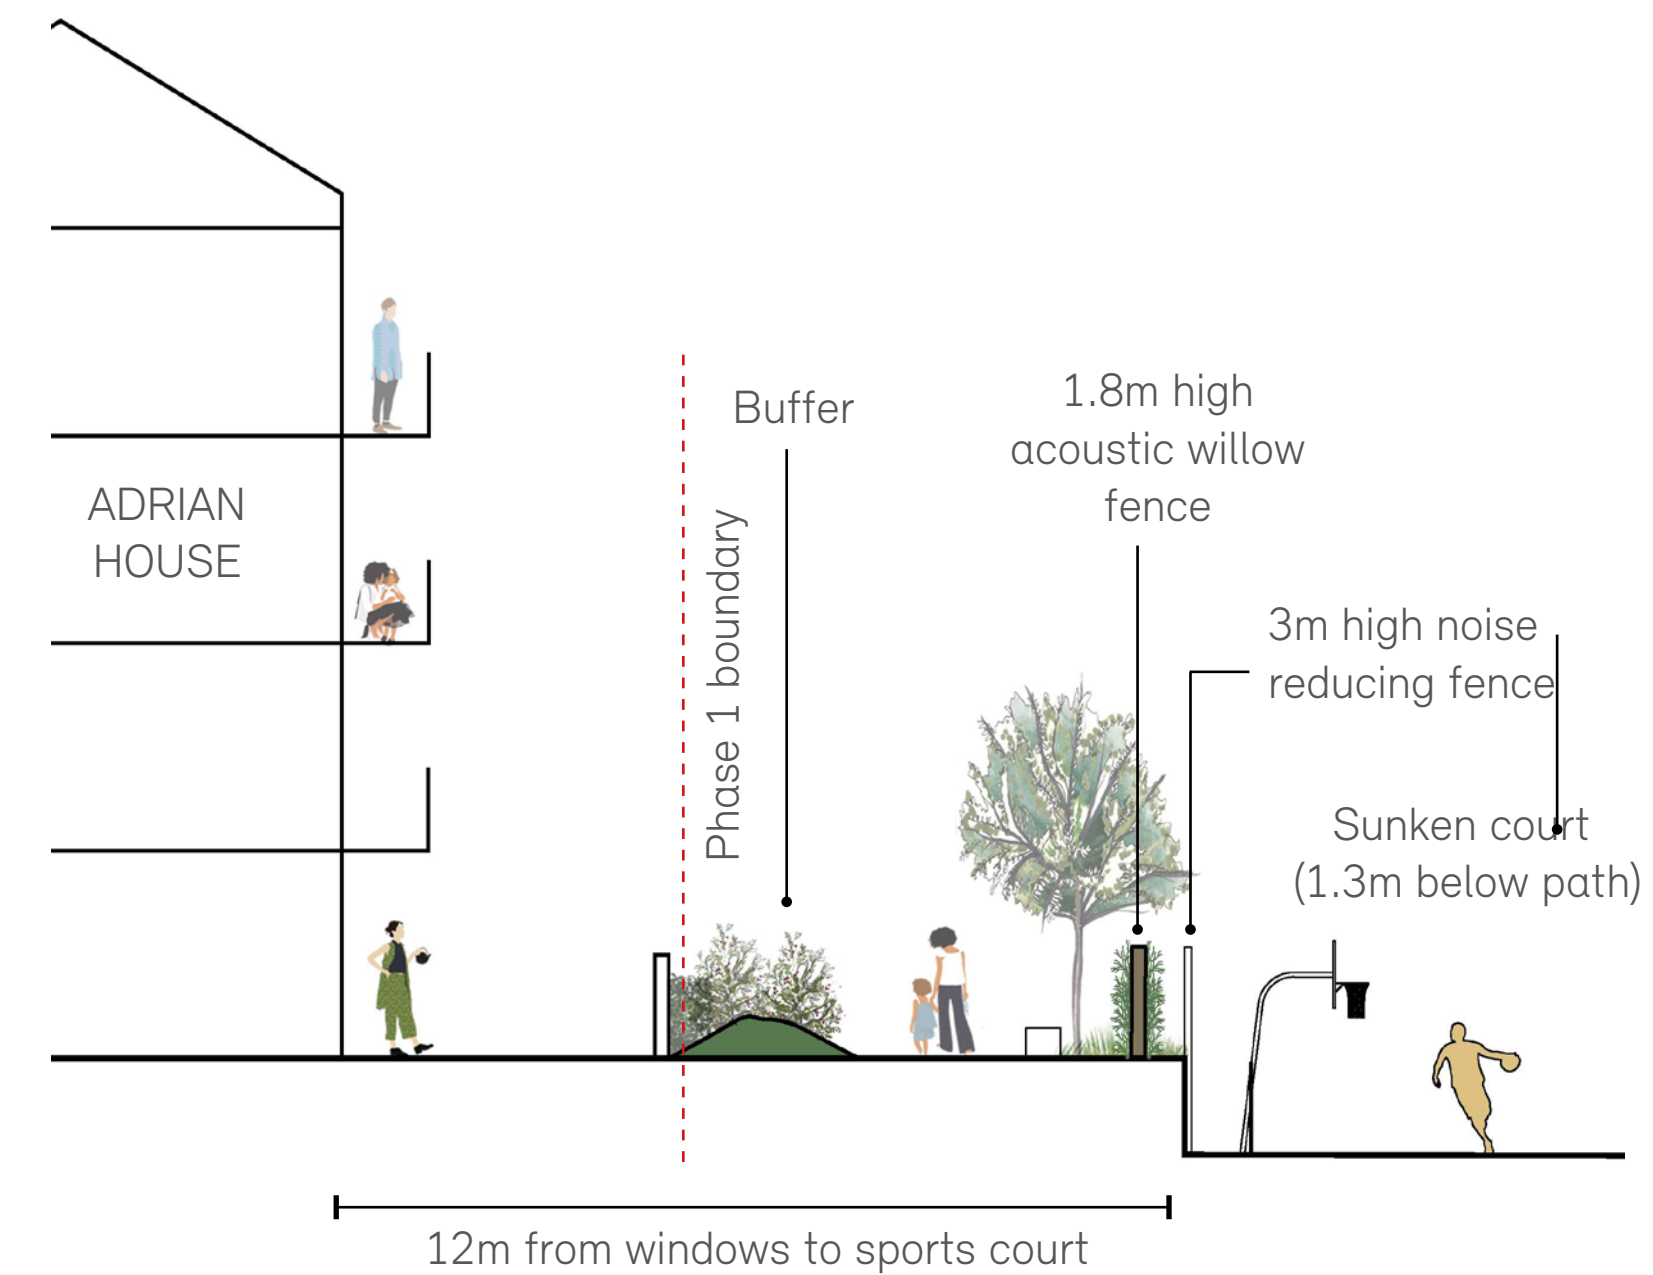 ADRIAN
HOUSE
Phase 1 boundary
Buffer
1.8m high
acoustic willow
fence
3m high noise
reducing fence
Sunken court
(1.3m below path)
12m from windows to sports court